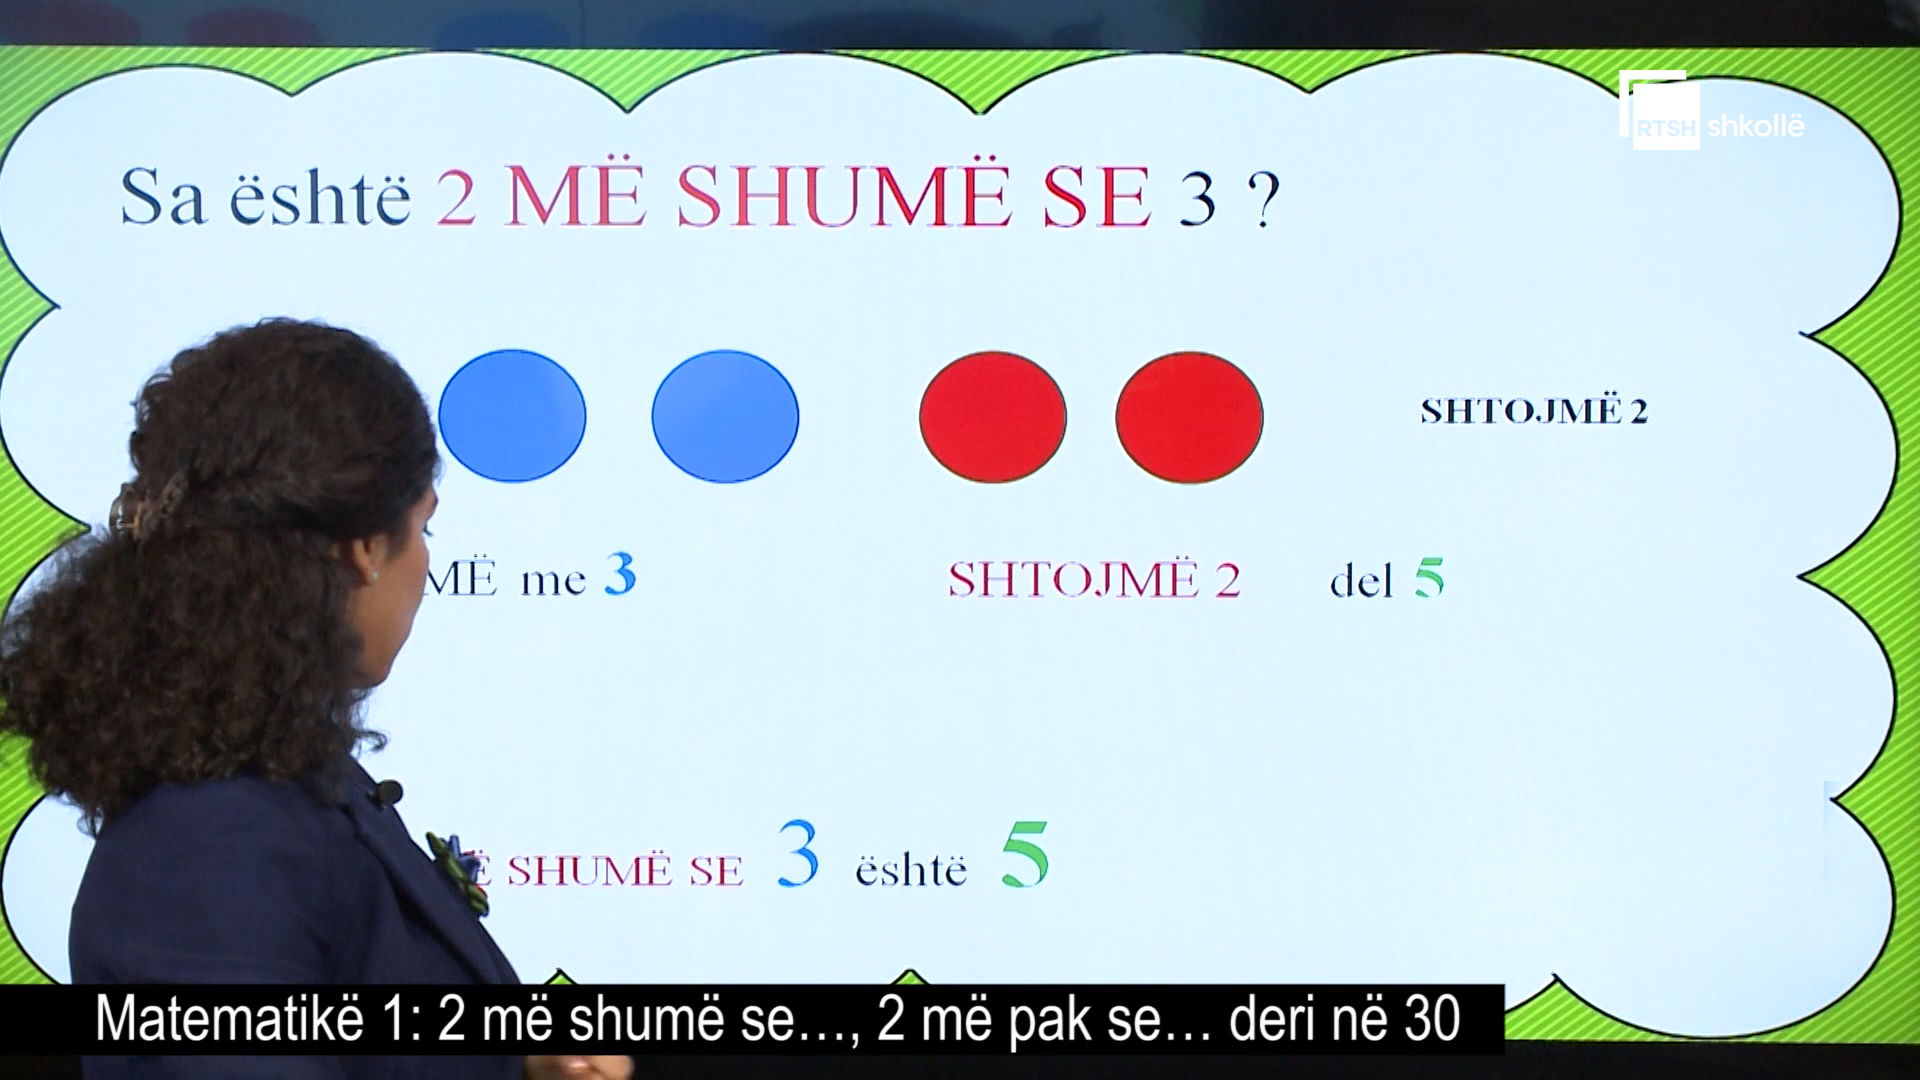 RTSH shkollë
Sa është 2 MË SHUMË SE 3 ?
SHTOJMË 2
me 3 SHTOJMË 2 del 5
SHUMË SE 3 është 5
Matematikë 1: 2 më shumë se..., 2 më pak se... deri në 30